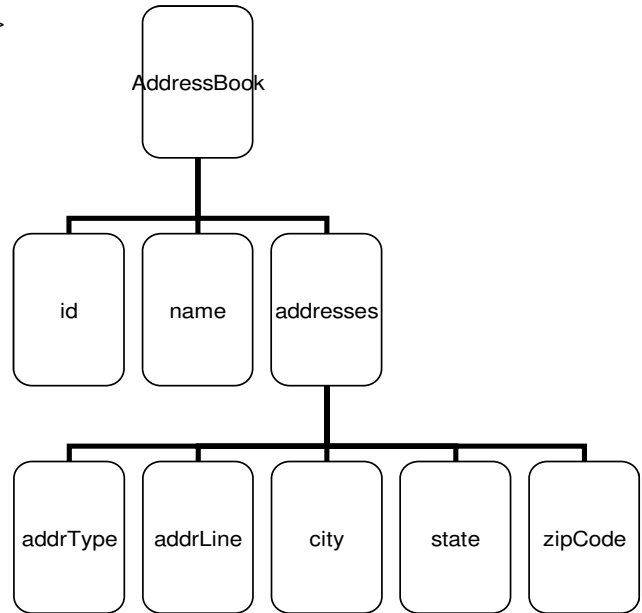 >
AddressBook
id
name
addresses
addrType
addrLine
city
state
zipCode